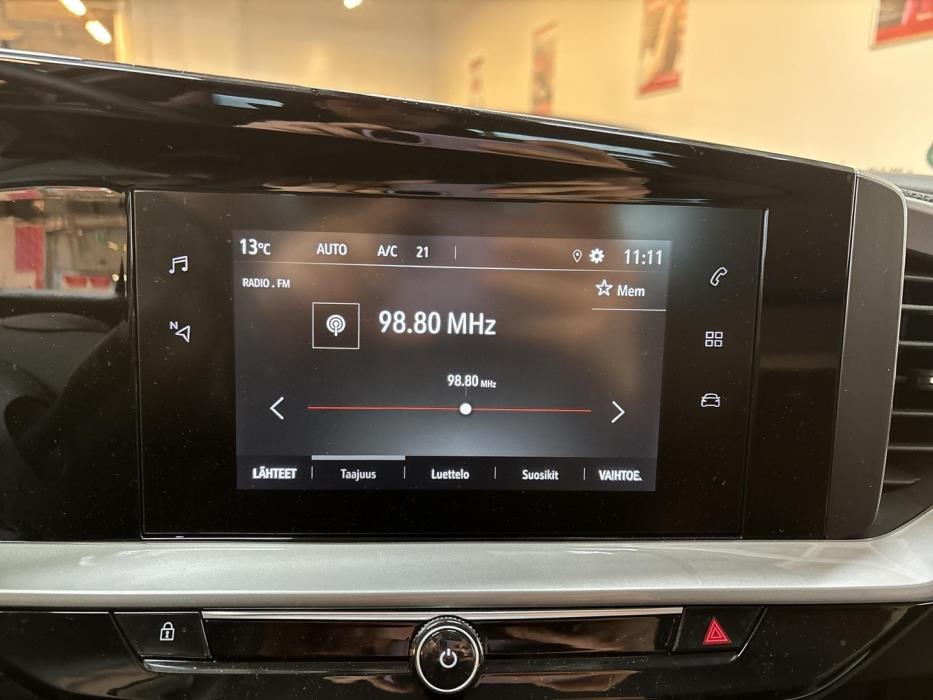 13°C AUTO A/C 21 11:11
RADIO . FM
Mem
98.80 MHz
98.80 MHz
N
LÄHTEET Taajuus Luettelo Suosikit VAIHTOE.